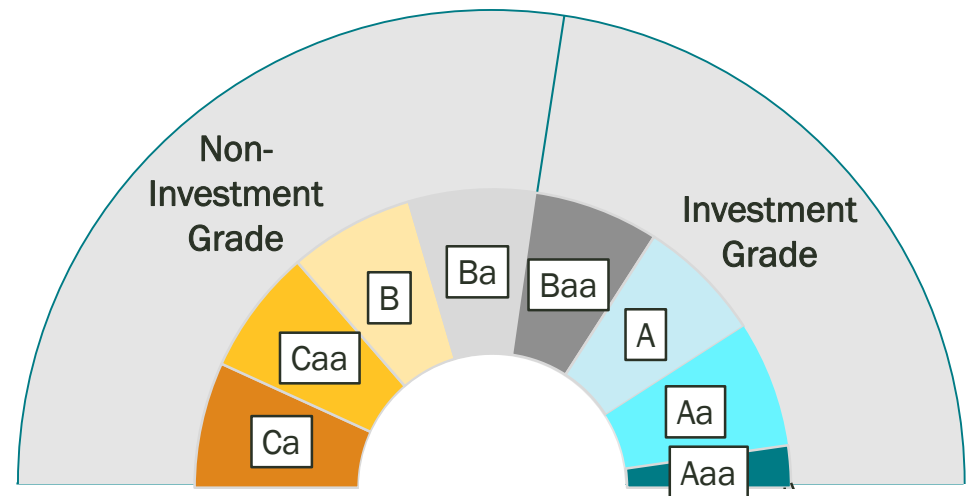 Non-
Investment
Grade
Investment
Grade
Ba
Baa
B
A
Caa
Aa
Ca
Aaa